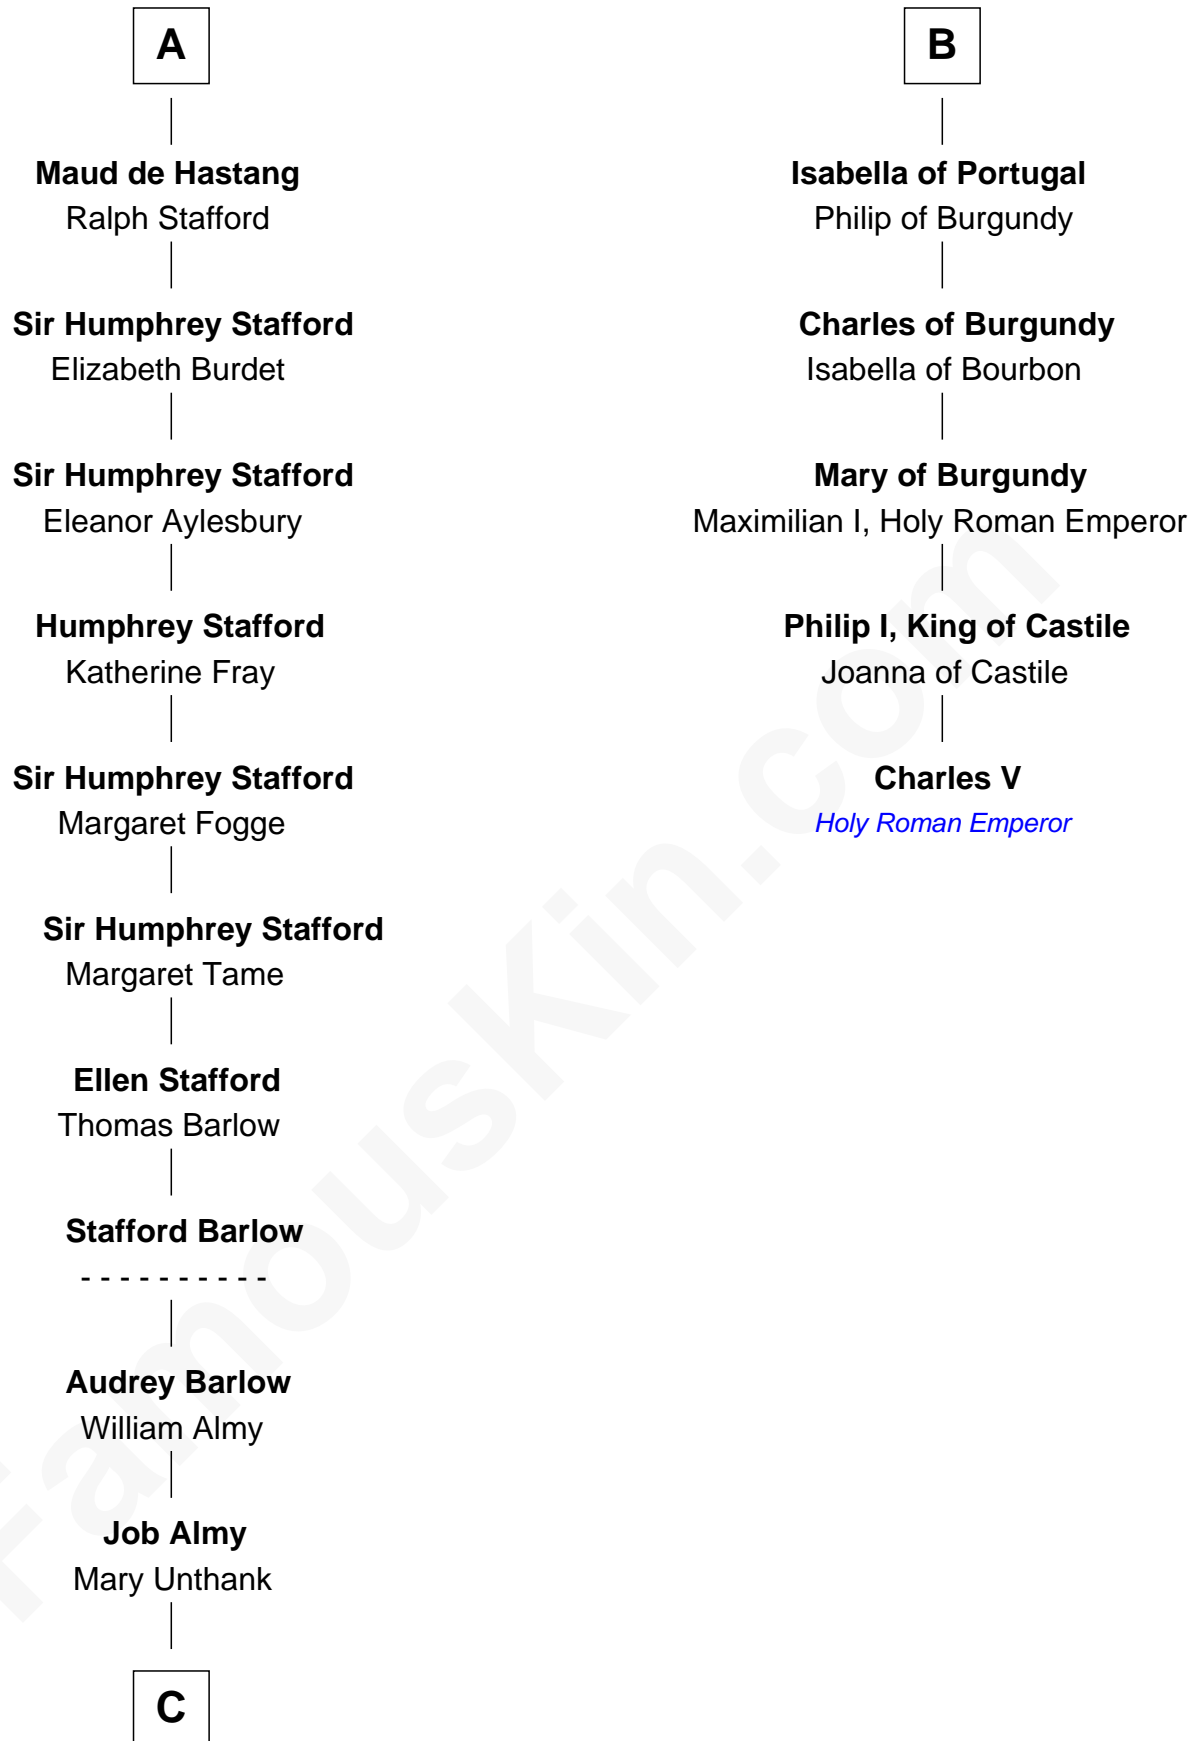 A
Maud de Hastang
Ralph Stafford
Sir Humphrey Stafford
Elizabeth Burdet
Sir Humphrey Stafford
Eleanor Aylesbury
Humphrey Stafford
Katherine Fray
Sir Humphrey Stafford
Margaret Fogge
Sir Humphrey Stafford
Margaret Tame
Ellen Stafford
Thomas Barlow
Stafford Barlow
- - - - - - - - - -
Audrey Barlow
William Almy
Job Almy
Mary Unthank
C
B
Isabella of Portugal
Philip of Burgundy
Charles of Burgundy
Isabella of Bourbon
Mary of Burgundy
Maximilian I, Holy Roman Emperor
Philip I, King of Castile
Joanna of Castile
Charles V
Holy Roman Emperor
FamousKin.com